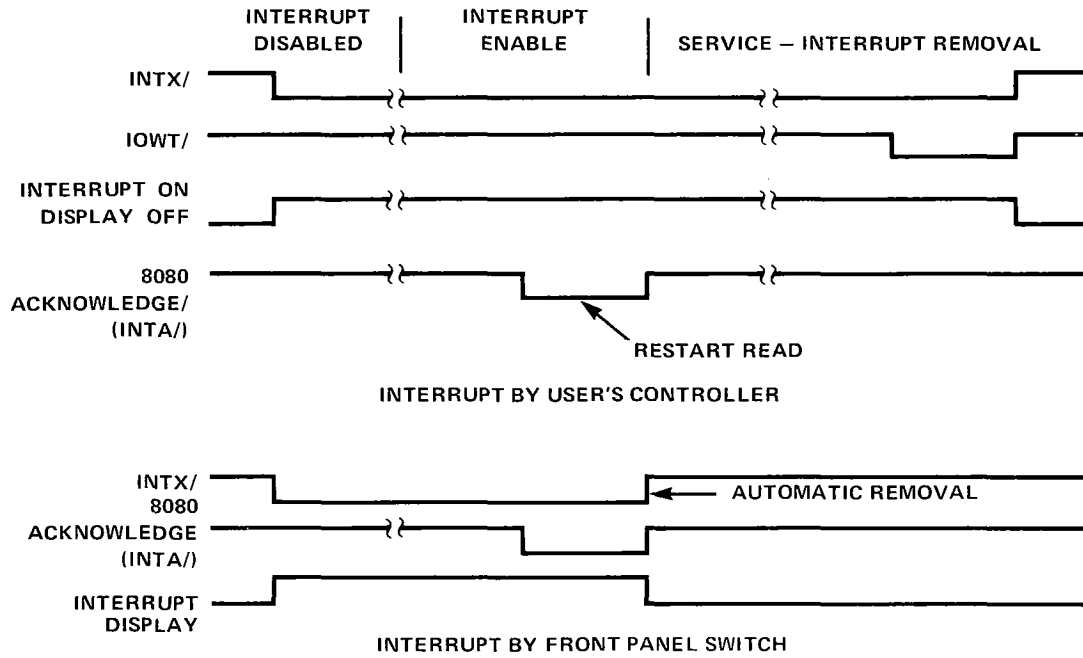 INTERRUPT
DISABLED
INTERRUPT
ENABLE
SERVICE – INTERRUPT REMOVAL
INTX/
IOWT/
INTERRUPT ON
DISPLAY OFF
8080
ACKNOWLEDGE/
(INTA/)
RESTART READ
INTERRUPT BY USER'S CONTROLLER
INTX/
8080
AUTOMATIC REMOVAL
ACKNOWLEDGE
(INTA/)
INTERRUPT
DISPLAY
INTERRUPT BY FRONT PANEL SWITCH